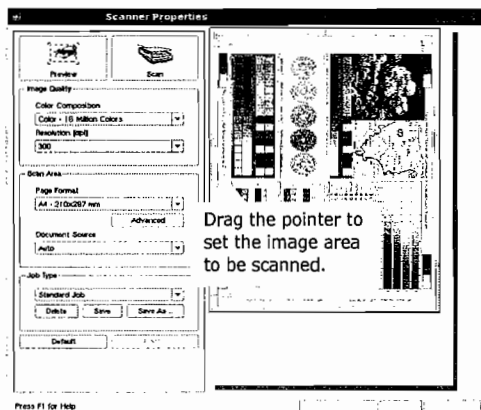 Scanner Properties
Preview
Scan
Image Quality
Color Composition
Color - 16 Million Colors
Resolution [dpi]
300
Scan Area
Page Format
A4 - 210x297 mm
Advanced
Document Source
Auto
Job Type
Standard Job
Delete
Save
Save As ...
Default
Drag the pointer to
set the image area
to be scanned.
Press F1 for Help